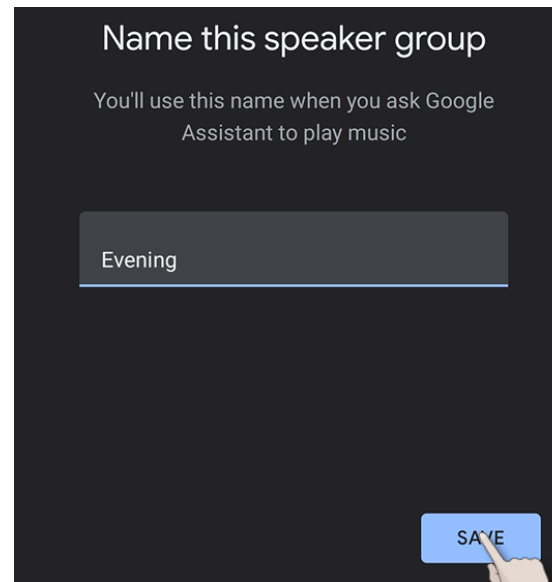 Name this speaker group
You'll use this name when you ask Google
Assistant to play music
Evening
SAVE